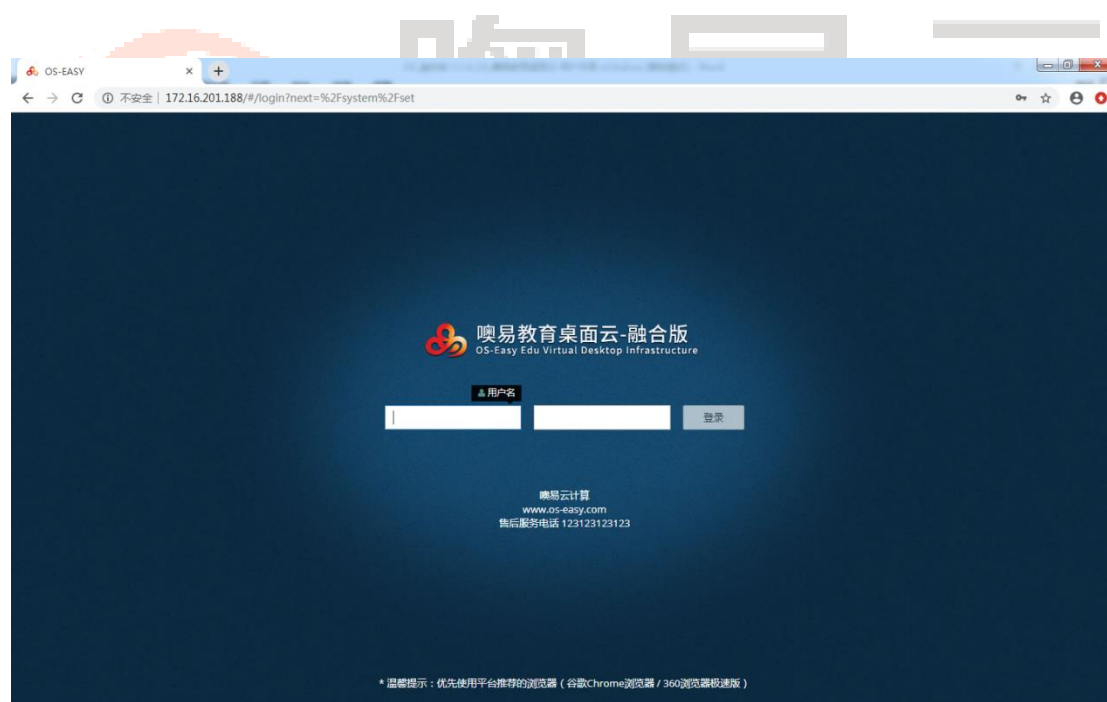 OS-EASY
不安全 | 172.16.201.188/#/login?next=%2Fsystem%2Fset
噢易教育桌面云-融合版
OS-Easy Edu Virtual Desktop Infrastructure
用户名
登录
噢易云计算
www.os-easy.com
售后服务电话 123123123123
* 温馨提示：优先使用平台推荐的浏览器 ( 谷歌Chrome浏览器 / 360浏览器极速版 )